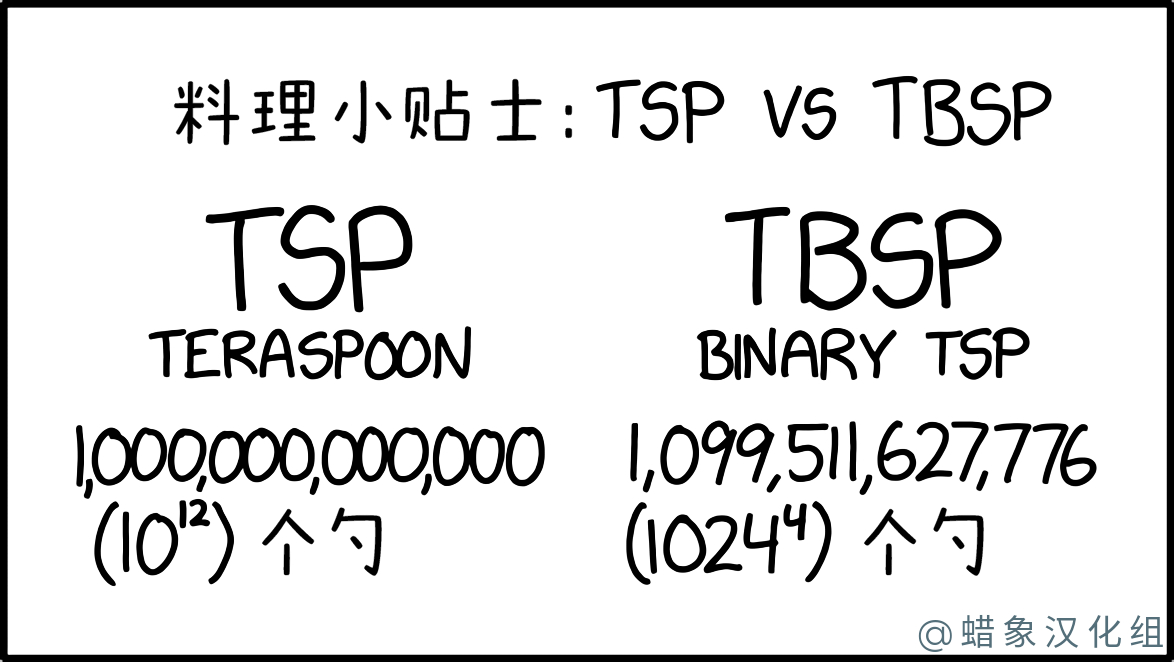 料理小贴士: TSP VS TBSP
TSP
TERASPOON
1,000,000,000,000
(10¹²) 个勺
TBSP
BINARY TSP
1,099,511,627,776
(1024⁴) 个勺
@蜡象汉化组